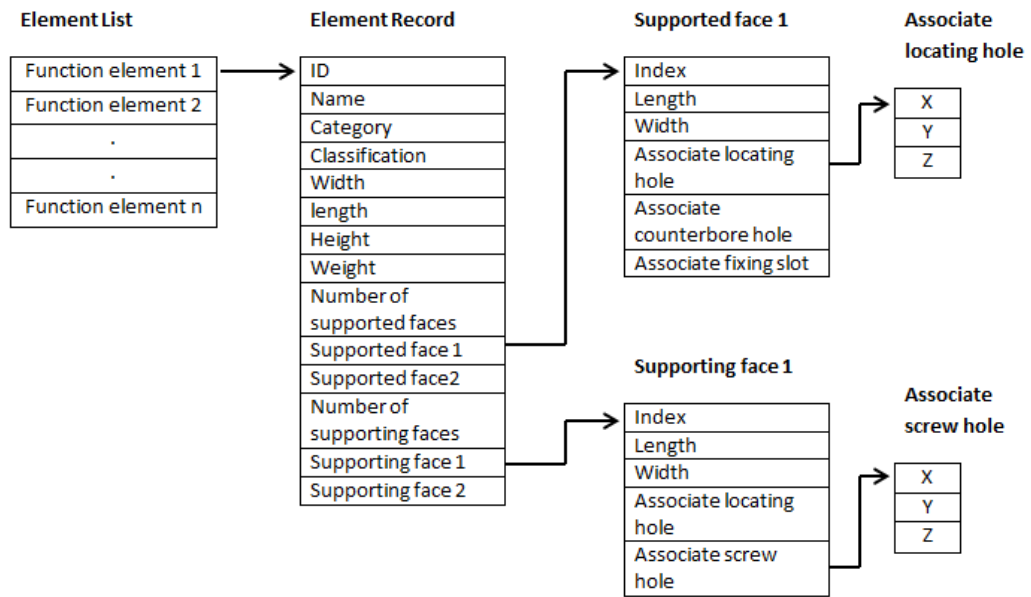 Element List
Function element 1
Function element 2
.
.
Function element n
Element Record
ID
Name
Category
Classification
Width
length
Height
Weight
Number of
supported faces
Supported face 1
Supported face2
Number of
supporting faces
Supporting face 1
Supporting face 2
Supported face 1
Index
Length
Width
Associate locating
hole
Associate
counterbore hole
Associate fixing slot
Associate
locating hole
X
Y
Z
Supporting face 1
Index
Length
Width
Associate locating
hole
Associate screw
hole
Associate
screw hole
X
Y
Z